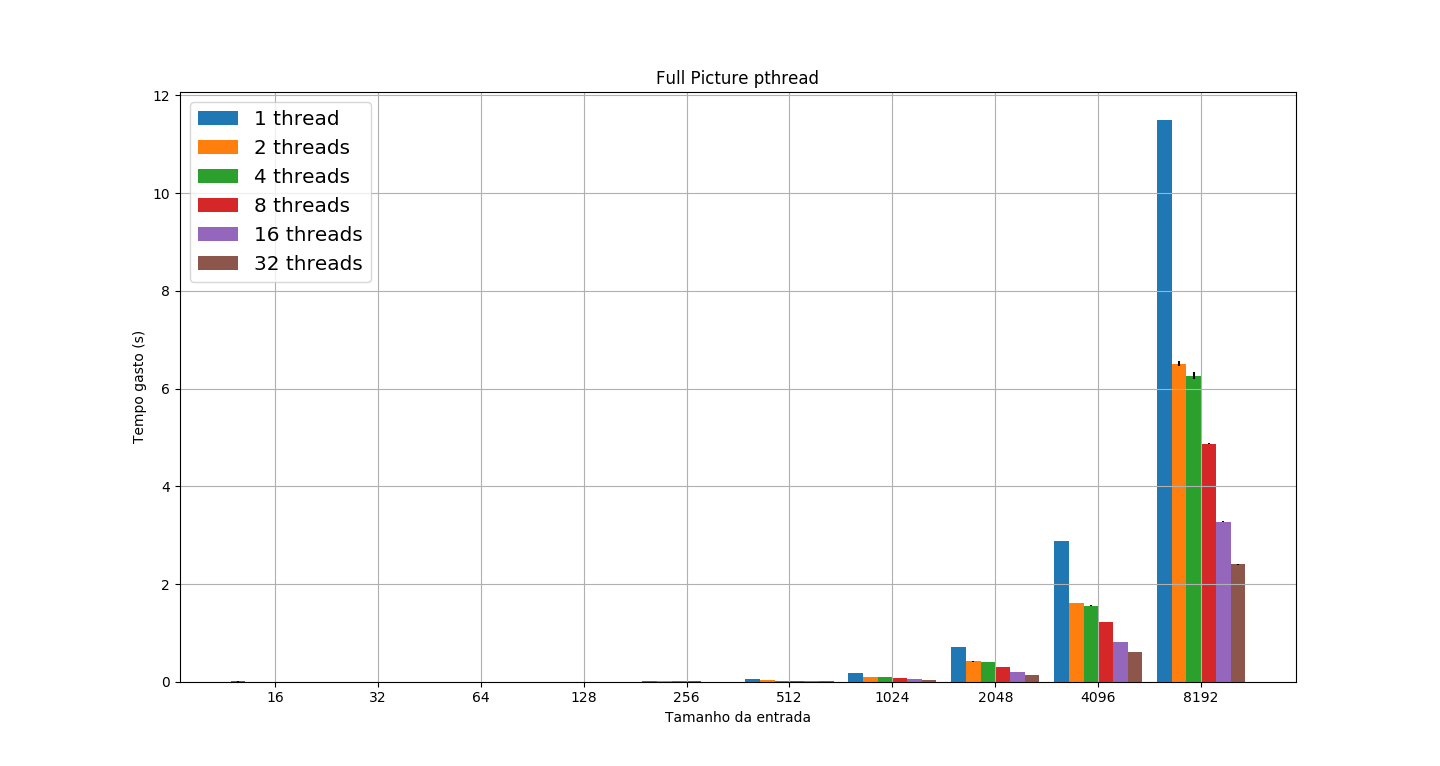 Full Picture pthread
12
10
8
6
4
2
0
Tempo gasto (s)
1 thread
2 threads
4 threads
8 threads
16 threads
32 threads
16 32 64 128 256 512 1024 2048 4096 8192
Tamanho da entrada